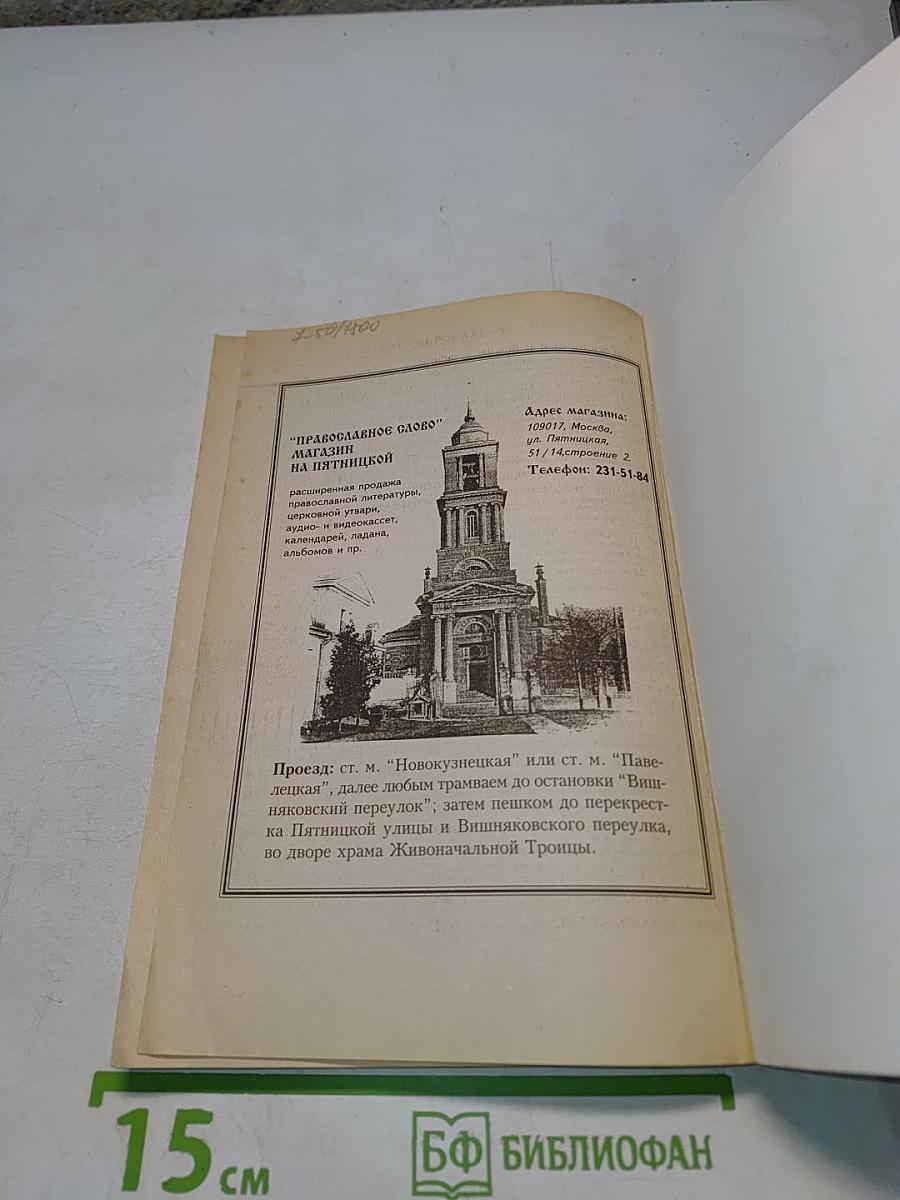 7-50/1800
"ПРАВОСЛАВНОЕ СЛОВО"
МАГАЗИН
НА ПЯТНИЦКОЙ
расширенная продажа
православной литературы,
церковной утвари,
аудио- и видеокассет,
календарей, ладана,
альбомов и пр.
Адрес магазина:
109017, Москва,
ул. Пятницкая,
51/14,строение 2.
Телефон: 231-51-84
Проезд: ст. м. "Новокузнецкая" или ст. м. "Паве-
лецкая", далее любым трамваем до остановки "Виш-
няковский переулок"; затем пешком до перекрест-
ка Пятницкой улицы и Вишняковского переулка,
во дворе храма Живоначальной Троицы.
15 см
БФ БИБЛИОФАН